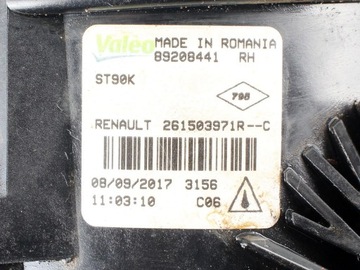 Valeo MADE IN ROMANIA
89208441 RH
ST90K
798
RENAULT 261503971R--C
08/09/2017 3156
11:03:10 C06